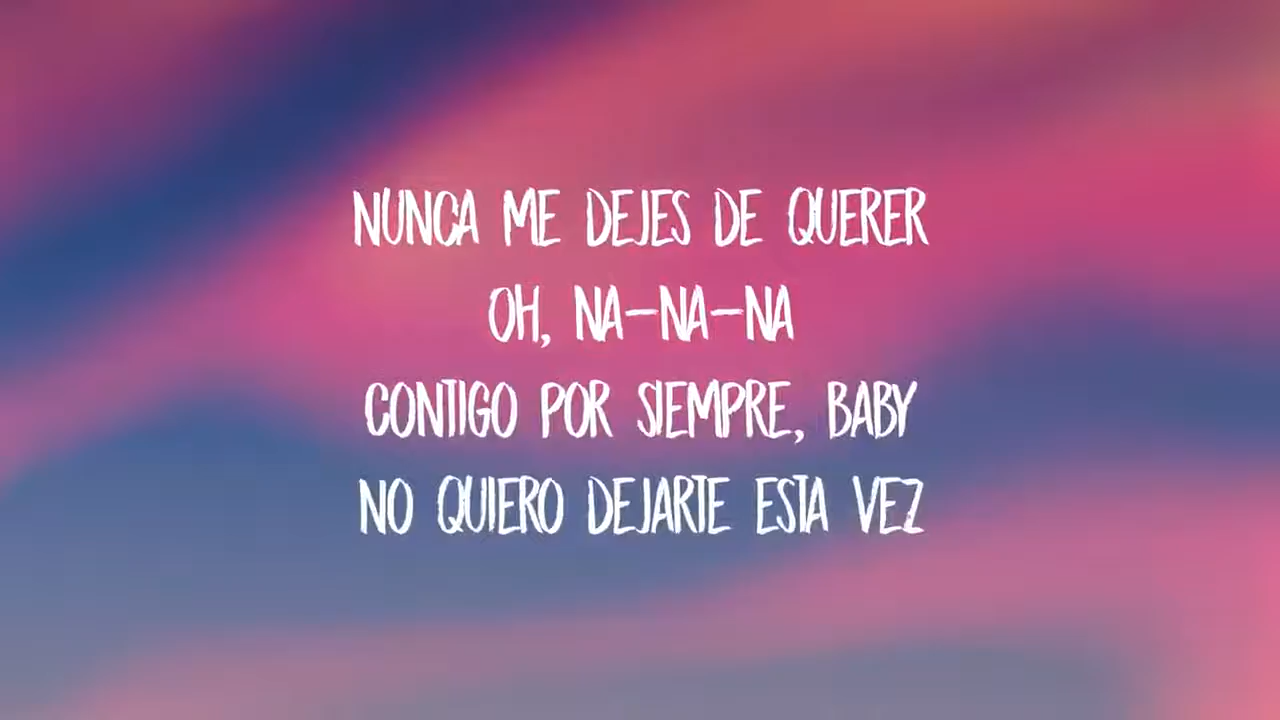 NUNCA ME DEJES DE QUERER
OH, NA-NA-NA
CONTIGO POR SIEMPRE, BABY
NO QUIERO DEJARTE ESTA VEZ